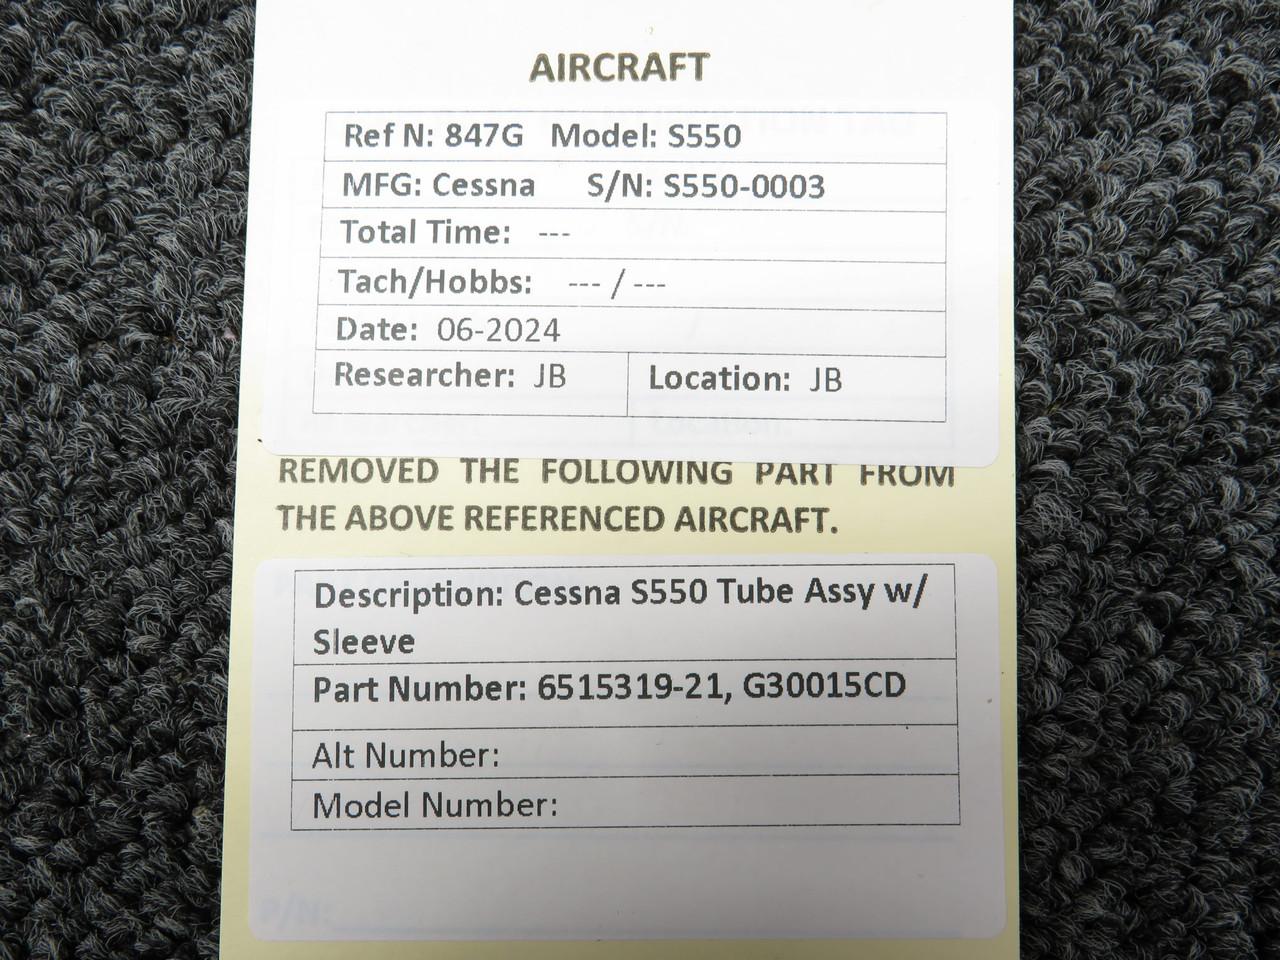 AIRCRAFT
Ref N: 847G Model: S550
MFG: Cessna S/N: S550-0003
Total Time: ---
Tach/Hobbs: --- / ---
Date: 06-2024
Researcher: JB Location: JB
REMOVED THE FOLLOWING PART FROM
THE ABOVE REFERENCED AIRCRAFT.
Description: Cessna S550 Tube Assy w/
Sleeve
Part Number: 6515319-21, G30015CD
Alt Number:
Model Number:
P/N: